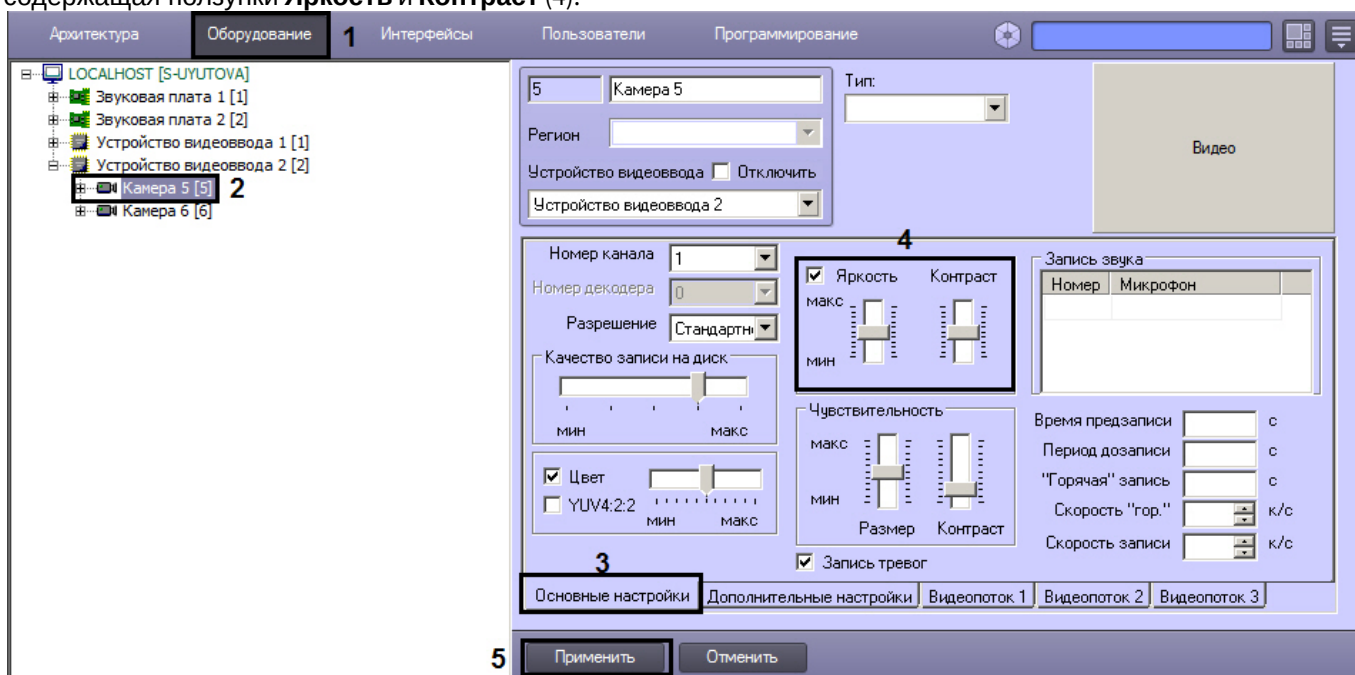 содержащая ползунки Яркость и Контраст (4).
Архитектура Оборудование 1 Интерфейсы Пользователи Программирование
LOCALHOST [S-UYUTOVA]
Звуковая плата 1 [1]
Звуковая плата 2 [2]
Устройство видеоввода 1 [1]
Устройство видеоввода 2 [2]
Камера 5 [5] 2
Камера 6 [6]
5 Камера 5
Тип:
Регион
Устройство видеоввода Отключить
Устройство видеоввода 2
Видео
Номер канала 1
Номер декодера 0
Разрешение Стандартн
Качество записи на диск
мин макс
Цвет
YUV4:2:2
мин макс
4
Яркость Контраст
макс
мин
Чувствительность
макс
мин
Размер Контраст
Запись тревог
Запись звука
Номер Микрофон
Время предзаписи с
Период дозаписи с
"Горячая" запись с
Скорость "гор." к/с
Скорость записи к/с
3
Основные настройки Дополнительные настройки Видеопоток 1 Видеопоток 2 Видеопоток 3
5 Применить Отменить